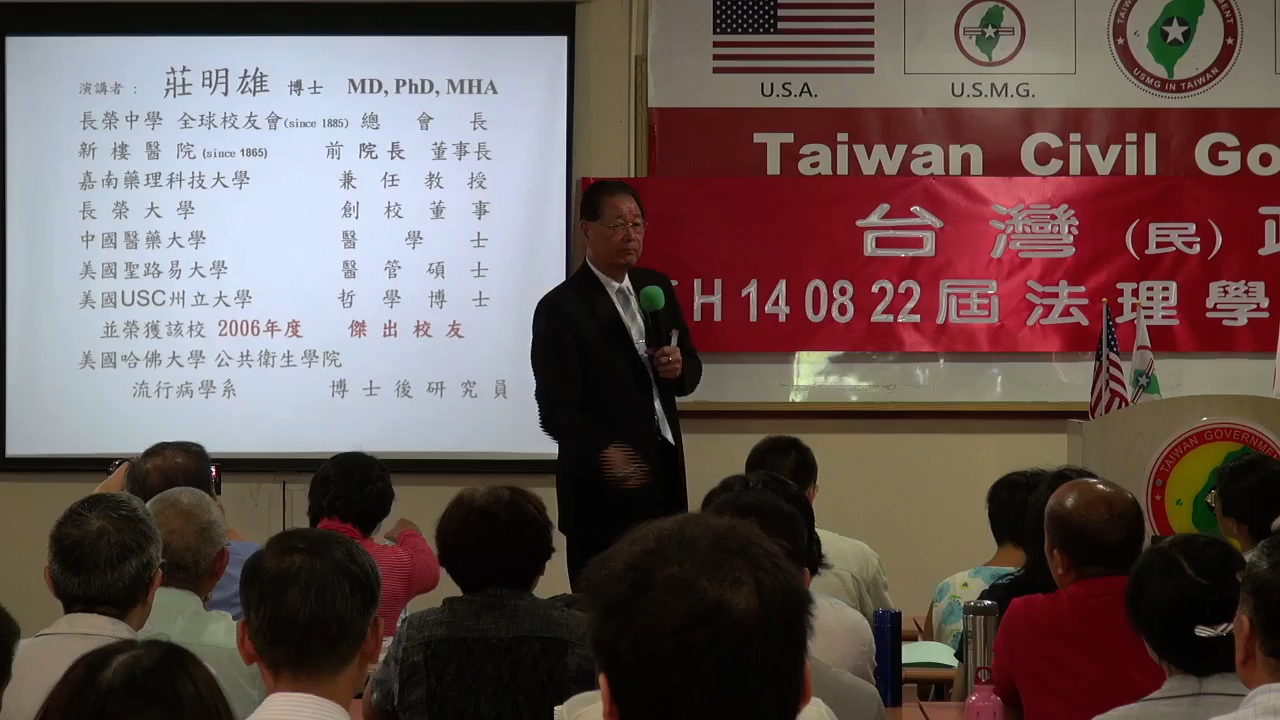 演講者： 莊明雄 博士 MD, PhD, MHA
長榮中學 全球校友會(since 1885) 總 會 長
新 樓 醫 院 (since 1865) 前 院長 董事長
嘉南藥理科技大學 兼 任 教 授
長 榮 大 學 創 校 董 事
中國醫藥大學 醫 學 士
美國聖路易大學 醫 管 碩 士
美國USC州立大學 哲 學 博 士
並榮獲該校 2006年度 傑 出 校 友
美國哈佛大學 公共衛生學院
流行病學系 博 士 後 研 究 員
U.S.A.
U.S.M.G.
USMG IN TAIWAN
Taiwan Civil Go
台 灣 (民)
H 14 08 22 屆 法 理 學
TAIWAN GOVERNMENT